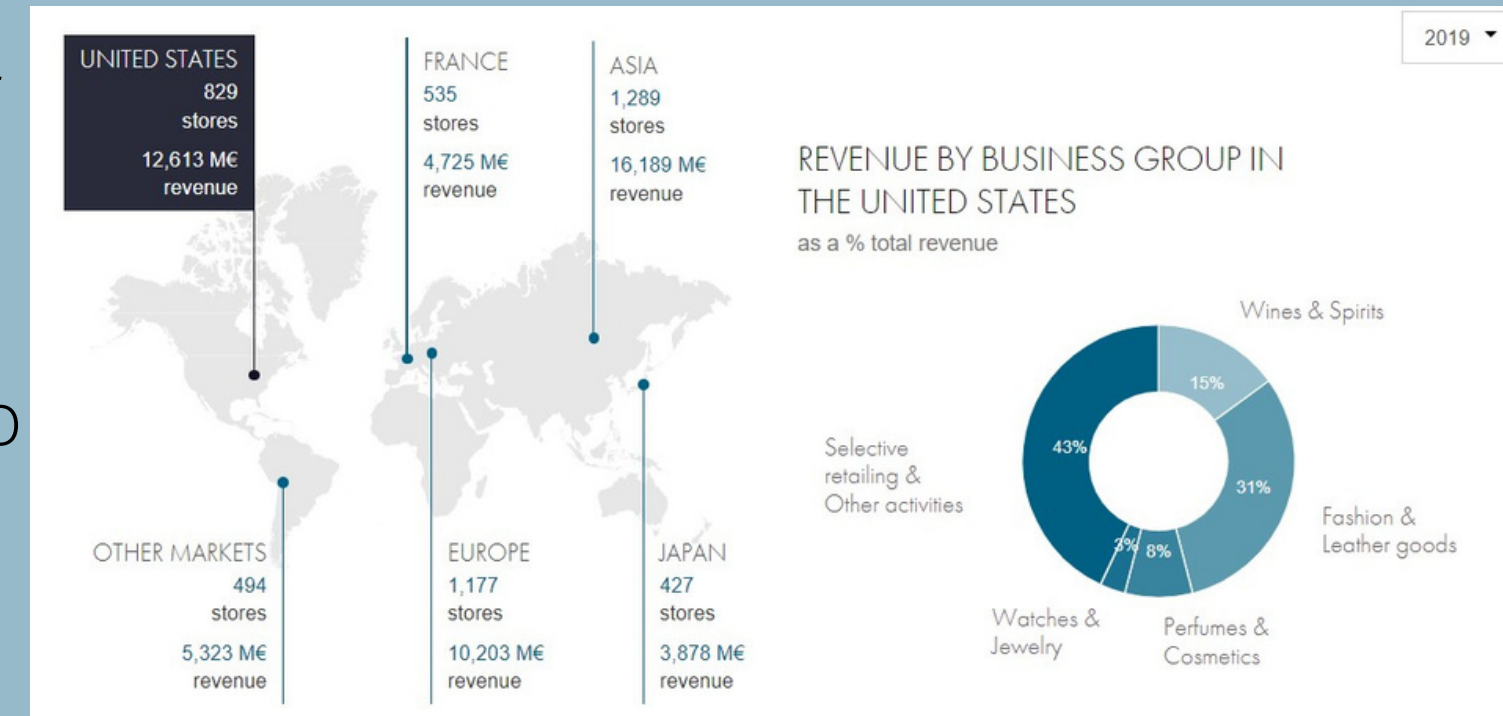 2019
UNITED STATES
829
stores
12,613 M€
revenue
FRANCE
535
stores
4,725 M€
revenue
ASIA
1,289
stores
16,189 M€
revenue
OTHER MARKETS
494
stores
5,323 M€
revenue
EUROPE
1,177
stores
10,203 M€
revenue
JAPAN
427
stores
3,878 M€
revenue
REVENUE BY BUSINESS GROUP IN
THE UNITED STATES
as a % total revenue
Wines & Spirits
15%
43%
Selective
retailing &
Other activities
31%
Fashion &
Leather goods
3%
8%
Watches &
Jewelry
Perfumes &
Cosmetics